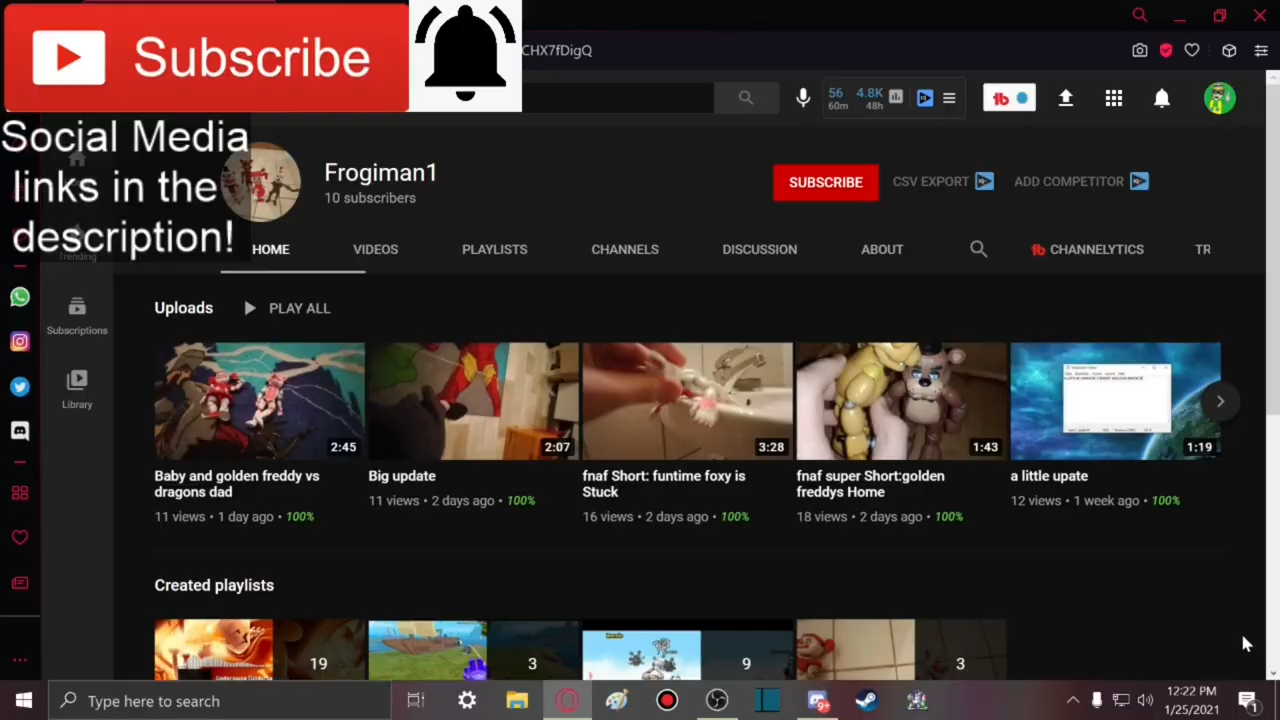 Subscribe
CHX7fDigQ
Social Media
links in the
description!
56
60m
4.8K
48h
Frogiman1
10 subscribers
SUBSCRIBE
CSV EXPORT
ADD COMPETITOR
HOME
VIDEOS
PLAYLISTS
CHANNELS
DISCUSSION
ABOUT
CHANNELYTICS
TR
Trending
Subscriptions
Library
Uploads
PLAY ALL
2:45
2:07
3:28
1:43
1:19
Baby and golden freddy vs
dragons dad
11 views • 1 day ago • 100%
Big update
11 views • 2 days ago • 100%
fnaf Short: funtime foxy is
Stuck
16 views • 2 days ago • 100%
fnaf super Short:golden
freddys Home
18 views • 2 days ago • 100%
a little upate
12 views • 1 week ago • 100%
Created playlists
19
3
9
3
Type here to search
9+
12:22 PM
1/25/2021
1